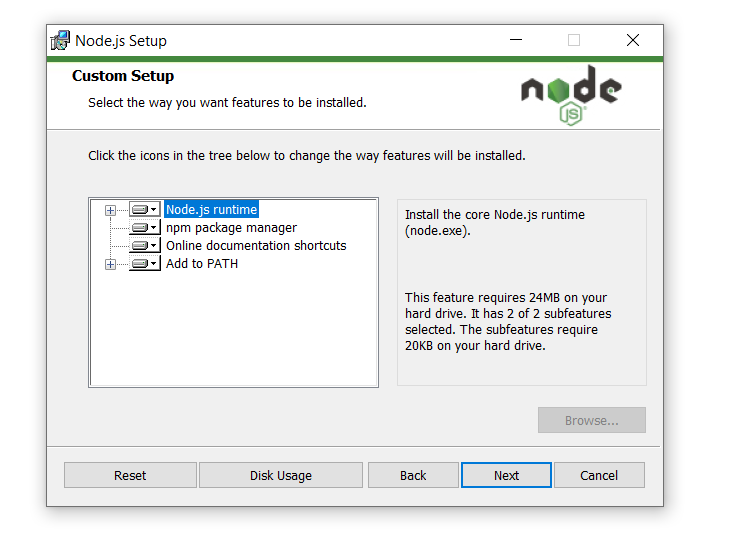 Node.js Setup
Custom Setup
Select the way you want features to be installed.
node
JS
Click the icons in the tree below to change the way features will be installed.
Node.js runtime
npm package manager
Online documentation shortcuts
Add to PATH
Install the core Node.js runtime
(node.exe).
This feature requires 24MB on your
hard drive. It has 2 of 2 subfeatures
selected. The subfeatures require
20KB on your hard drive.
Browse...
Reset
Disk Usage
Back
Next
Cancel